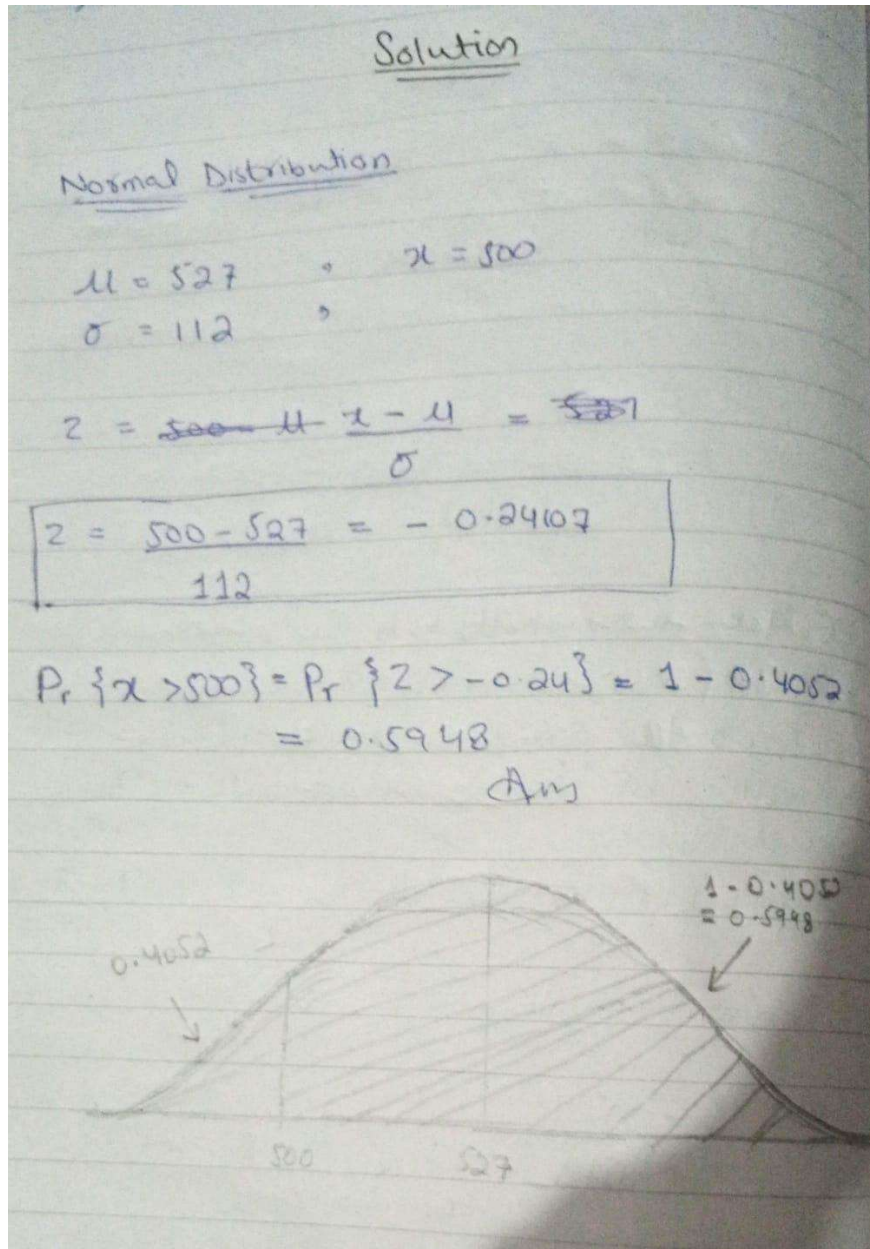 Solution
Normal Distribution
μ = 527 , x = 500
σ = 112 ,
z = x - μ / σ =
z = 500 - 527 / 112 = - 0.24107
Pr {x >500} = Pr {Z > -0.24} = 1 - 0.4052
= 0.5948
Ans
1 - 0.4052
= 0.5948
0.4052
500 527